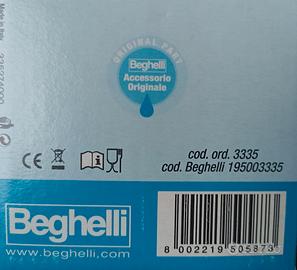 ORIGINAL PART
Beghelli
Accessorio
Originale
Made in Italy
cod. ord. 3335
cod. Beghelli 195003335
Beghelli
www.beghelli.com
8 002219 505873